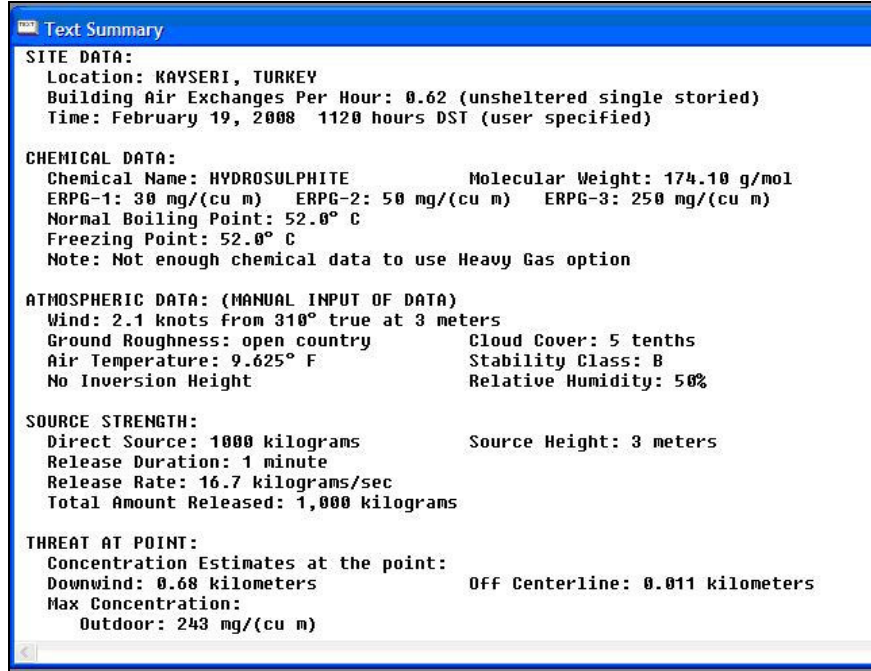 TEXT
Text Summary
SITE DATA:
Location: KAYSERI, TURKEY
Building Air Exchanges Per Hour: 0.62 (unsheltered single storied)
Time: February 19, 2008 1120 hours DST (user specified)
CHEMICAL DATA:
Chemical Name: HYDROSULPHITE Molecular Weight: 174.10 g/mol
ERPG-1: 30 mg/(cu m) ERPG-2: 50 mg/(cu m) ERPG-3: 250 mg/(cu m)
Normal Boiling Point: 52.0° C
Freezing Point: 52.0° C
Note: Not enough chemical data to use Heavy Gas option
ATMOSPHERIC DATA: (MANUAL INPUT OF DATA)
Wind: 2.1 knots from 310° true at 3 meters
Ground Roughness: open country Cloud Cover: 5 tenths
Air Temperature: 9.625° F Stability Class: B
No Inversion Height Relative Humidity: 50%
SOURCE STRENGTH:
Direct Source: 1000 kilograms Source Height: 3 meters
Release Duration: 1 minute
Release Rate: 16.7 kilograms/sec
Total Amount Released: 1,000 kilograms
THREAT AT POINT:
Concentration Estimates at the point:
Downwind: 0.68 kilometers Off Centerline: 0.011 kilometers
Max Concentration:
Outdoor: 243 mg/(cu m)